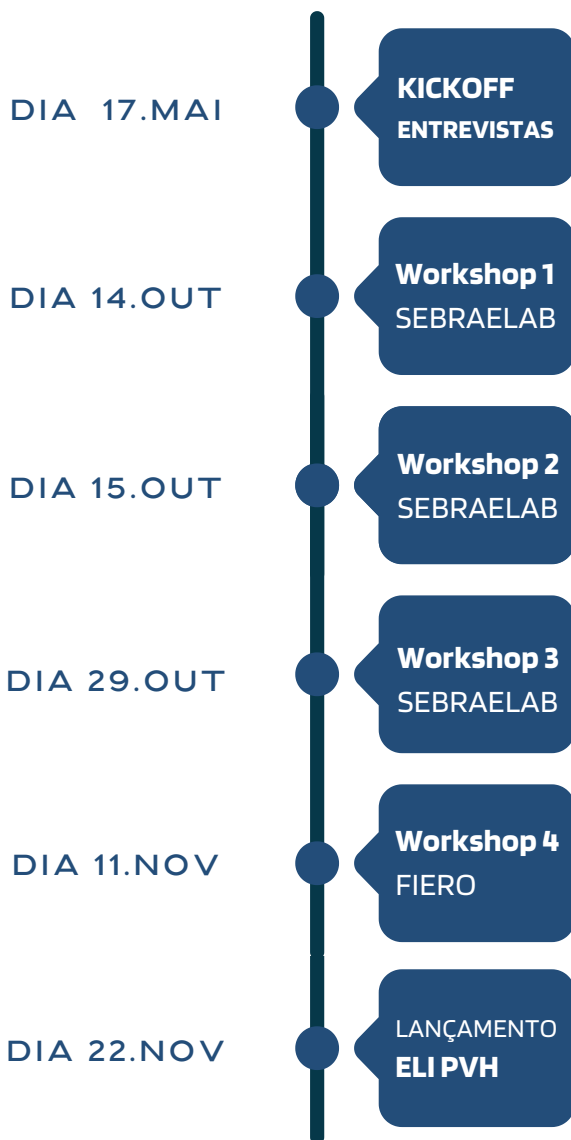 DIA 17.MAI
KICKOFF
ENTREVISTAS
DIA 14.OUT
Workshop 1
SEBRAELAB
DIA 15.OUT
Workshop 2
SEBRAELAB
DIA 29.OUT
Workshop 3
SEBRAELAB
DIA 11.NOV
Workshop 4
FIERO
DIA 22.NOV
LANÇAMENTO
ELI PVH